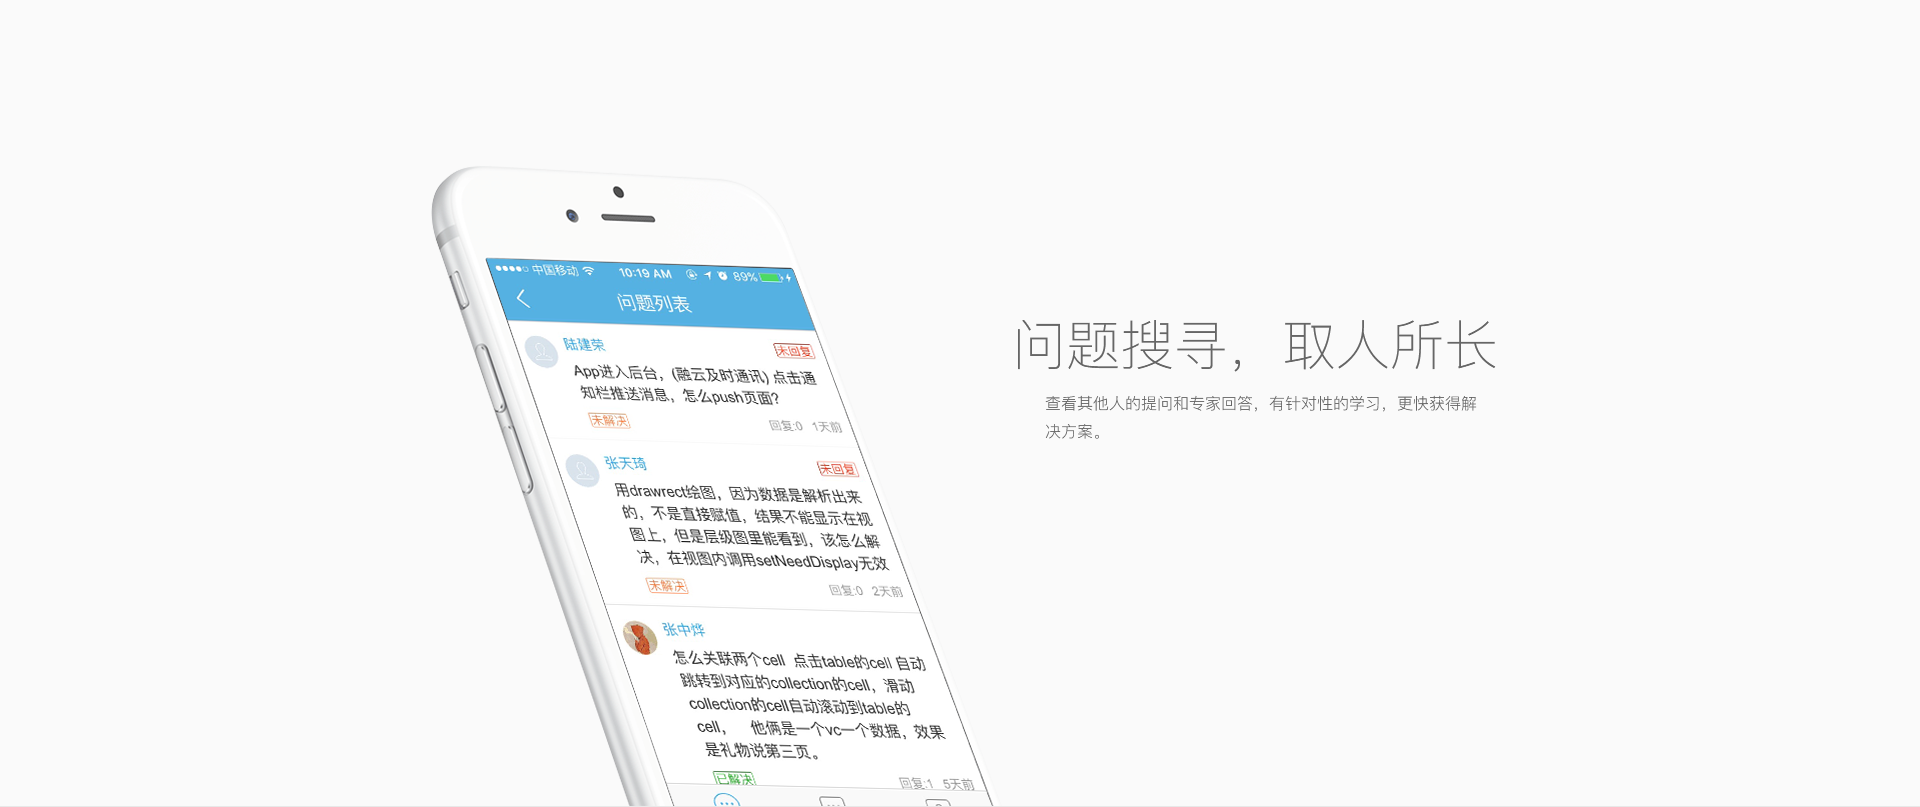 中国移动 10:19 AM 89%
问题列表
陆建荣 未回复
App进入后台，(融云及时通讯) 点击通
知栏推送消息，怎么push页面?
未解决 回复:0 1天前
张天琦 未回复
用drawrect绘图，因为数据是解析出来
的，不是直接赋值，结果不能显示在视
图上，但是层级图里能看到，该怎么解
决，在视图内调用setNeedDisplay无效
未解决 回复:0 2天前
张中烨
怎么关联两个cell 点击table的cell 自动
跳转到对应的collection的cell，滑动
collection的cell自动滚动到table的
cell， 他俩是一个vc一个数据，效果
是礼物说第三页。
已解决 回复:1 5天前
问题搜寻，取人所长
查看其他人的提问和专家回答，有针对性的学习，更快获得解
决方案。